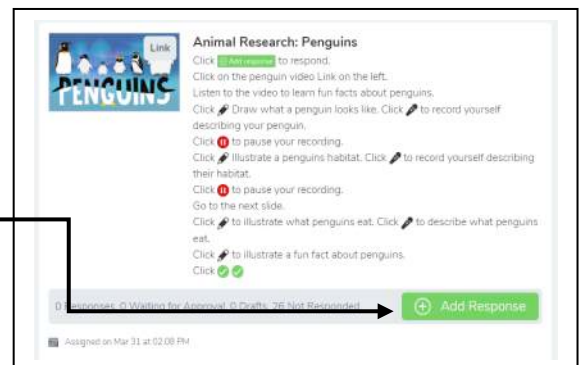 Link
PENGUINS
Animal Research: Penguins
Click Add response to respond.
Click on the penguin video Link on the left.
Listen to the video to learn fun facts about penguins.
Click Draw what a penguin looks like. Click to record yourself
describing your penguin.
Click to pause your recording.
Click Illustrate a penguins habitat. Click to record yourself describing
their habitat.
Click to pause your recording.
Go to the next slide.
Click to illustrate what penguins eat. Click to describe what penguins
eat.
Click to illustrate a fun fact about penguins.
Click
0 Responses, 0 Waiting for Approval, 0 Drafts, 26 Not Responded
Add Response
Assigned on Mar 31 at 02:08 PM